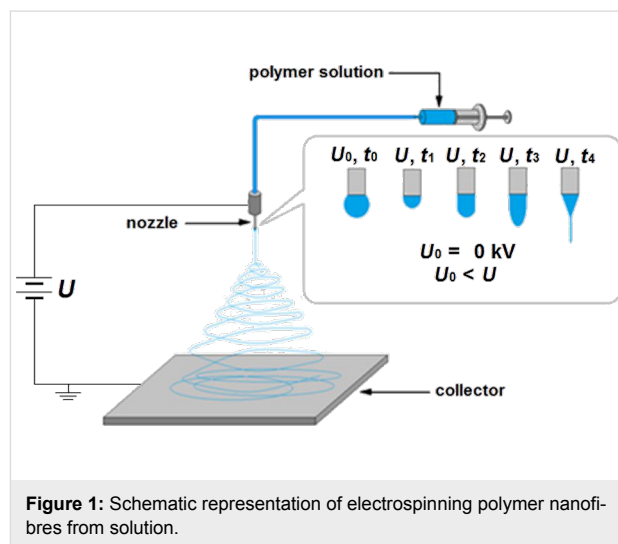 polymer solution
U₀, t₀ U, t₁ U, t₂ U, t₃ U, t₄
nozzle
U₀ = 0 kV
U₀ < U
U
collector
Figure 1: Schematic representation of electrospinning polymer nanofi-
bres from solution.